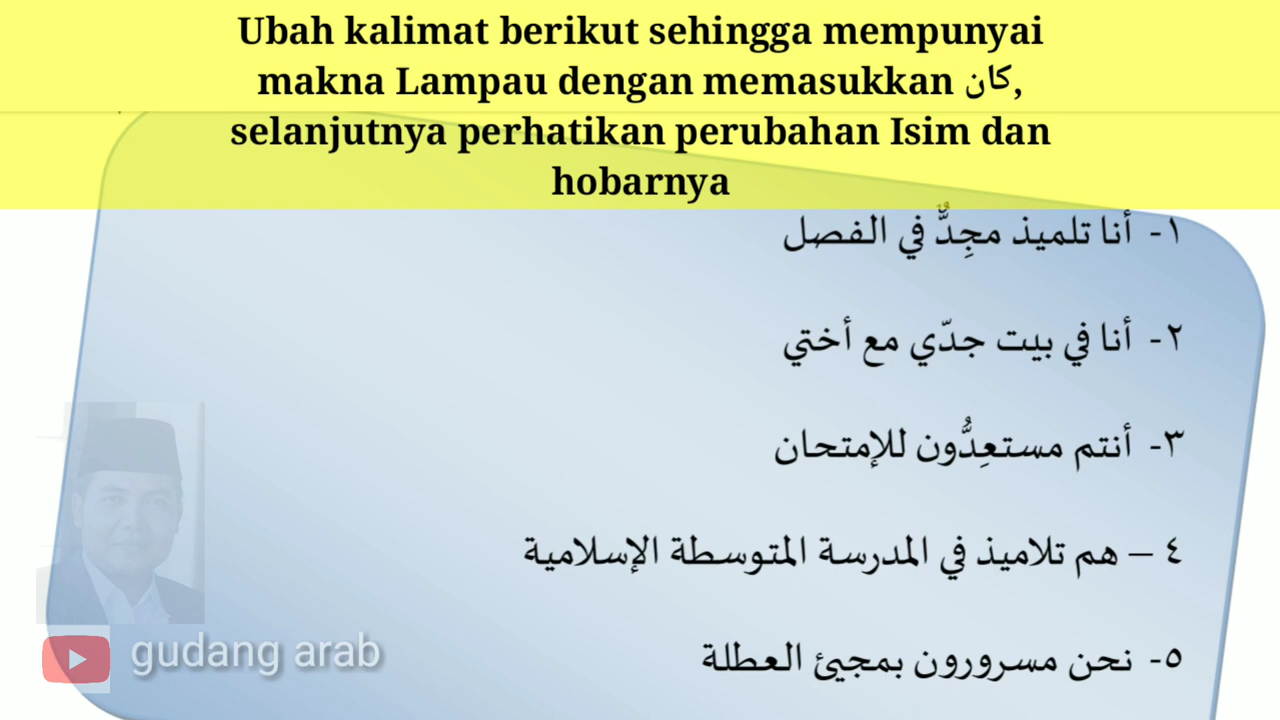 Ubah kalimat berikut sehingga mempunyai
makna Lampau dengan memasukkan كان,
selanjutnya perhatikan perubahan Isim dan
hobarnya
١- أنا تلميذ مجِدٌّ في الفصل
٢- أنا في بيت جدّي مع أختي
٣- أنتم مستعِدُّون للإمتحان
٤ – هم تلاميذ في المدرسة المتوسطة الإسلامية
٥- نحن مسرورون بمجيئ العطلة
gudang arab